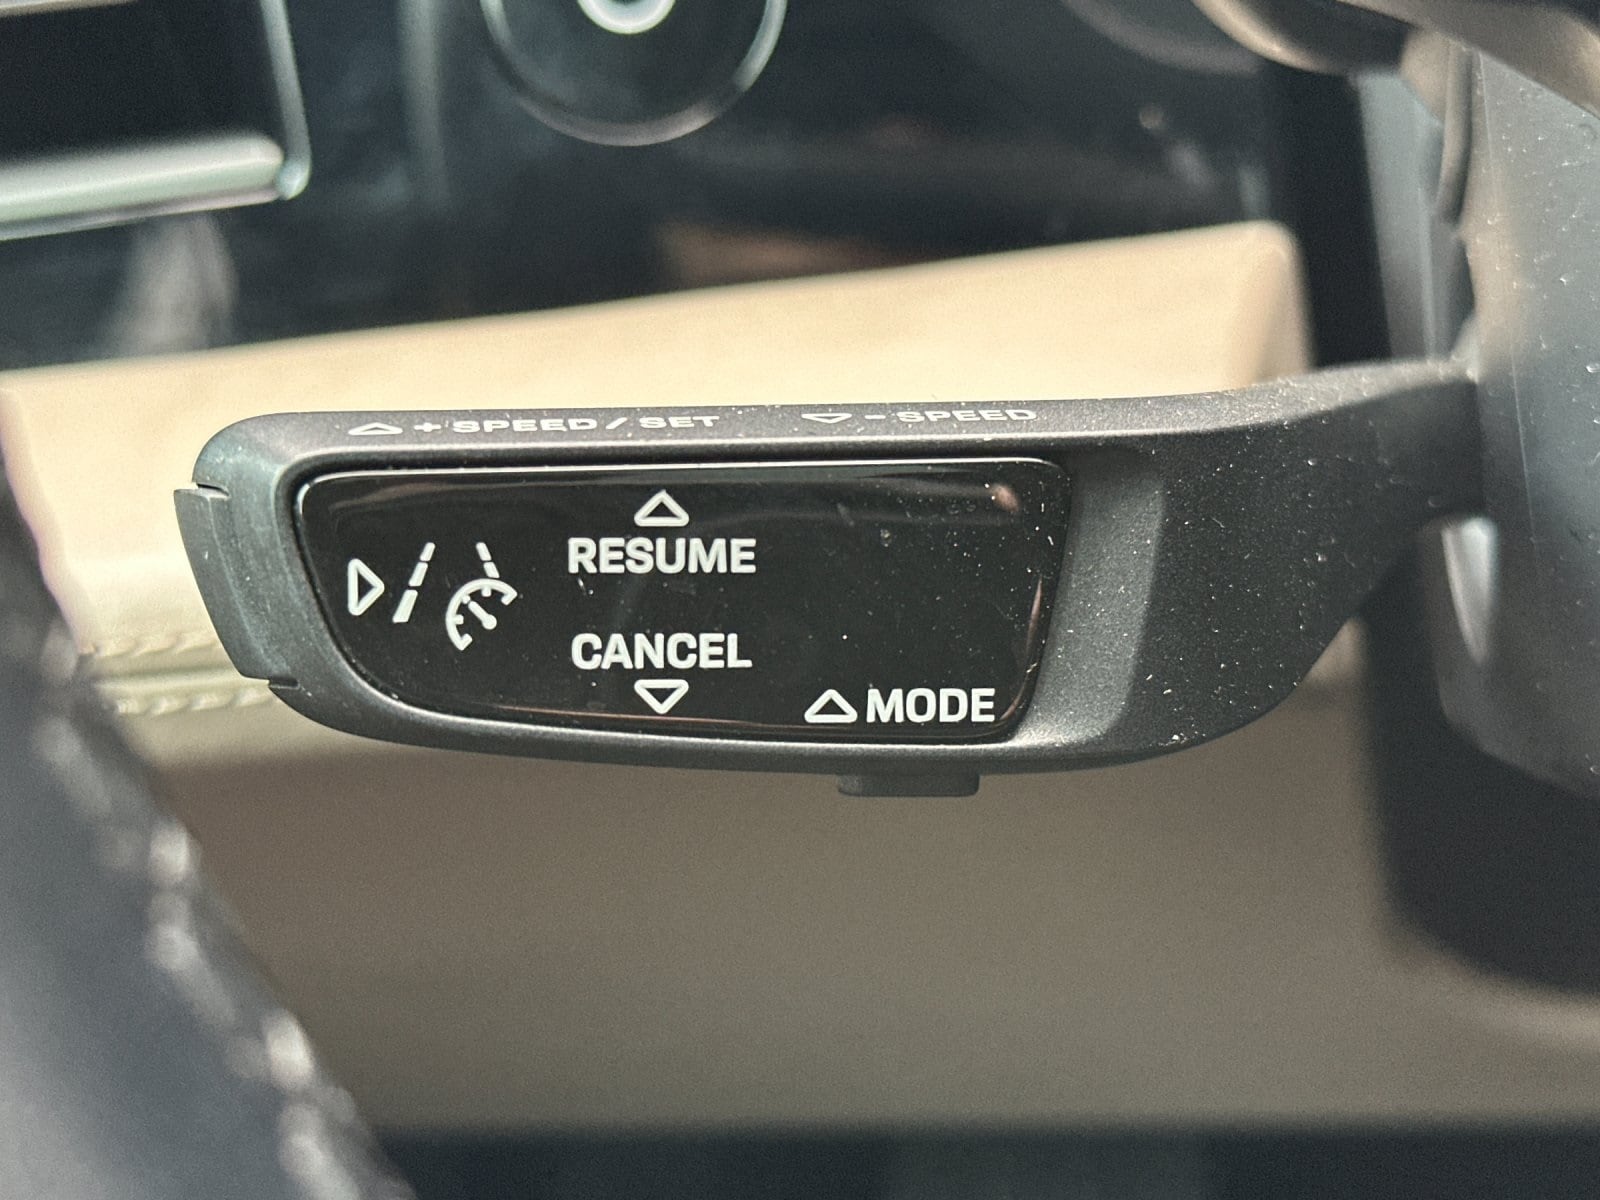 + SPEED / SET - SPEED
RESUME
CANCEL
MODE